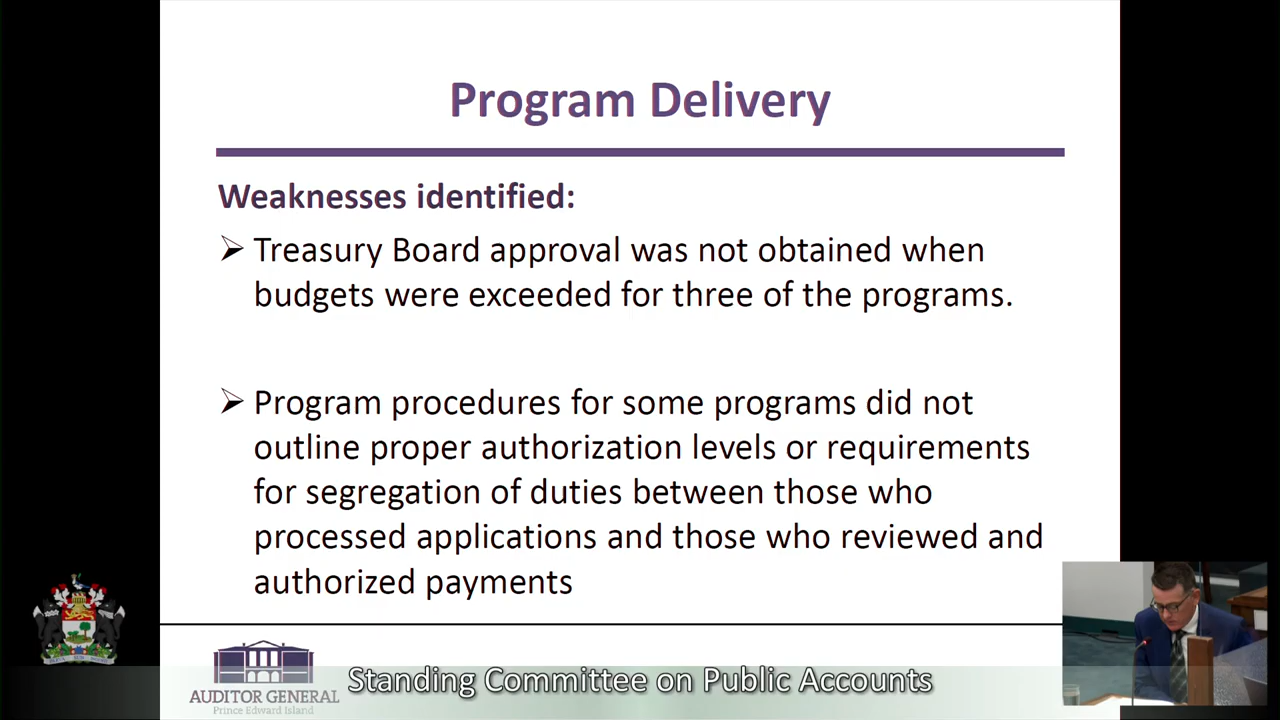 Program Delivery
Weaknesses identified:
➢ Treasury Board approval was not obtained when
budgets were exceeded for three of the programs.
➢ Program procedures for some programs did not
outline proper authorization levels or requirements
for segregation of duties between those who
processed applications and those who reviewed and
authorized payments
AUDITOR GENERAL
Prince Edward Island
Standing Committee on Public Accounts